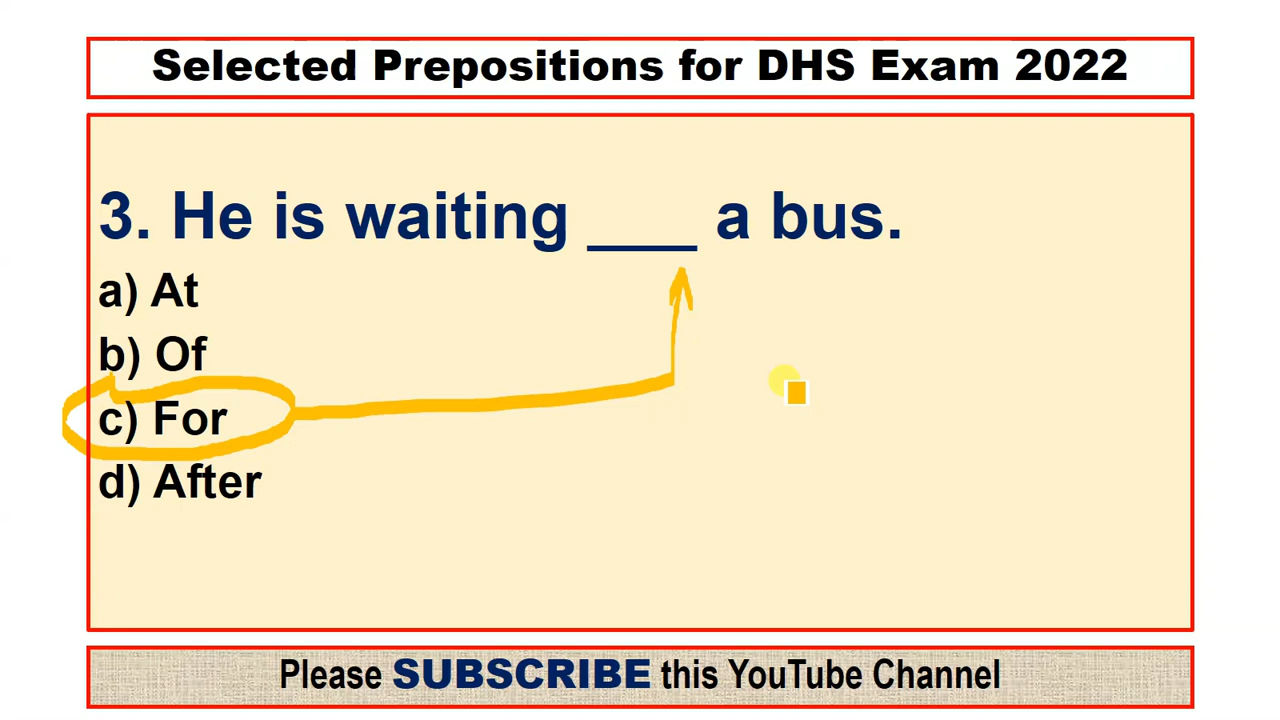 Selected Prepositions for DHS Exam 2022
3. He is waiting ___ a bus.
a) At
b) Of
c) For
d) After
Please SUBSCRIBE this YouTube Channel